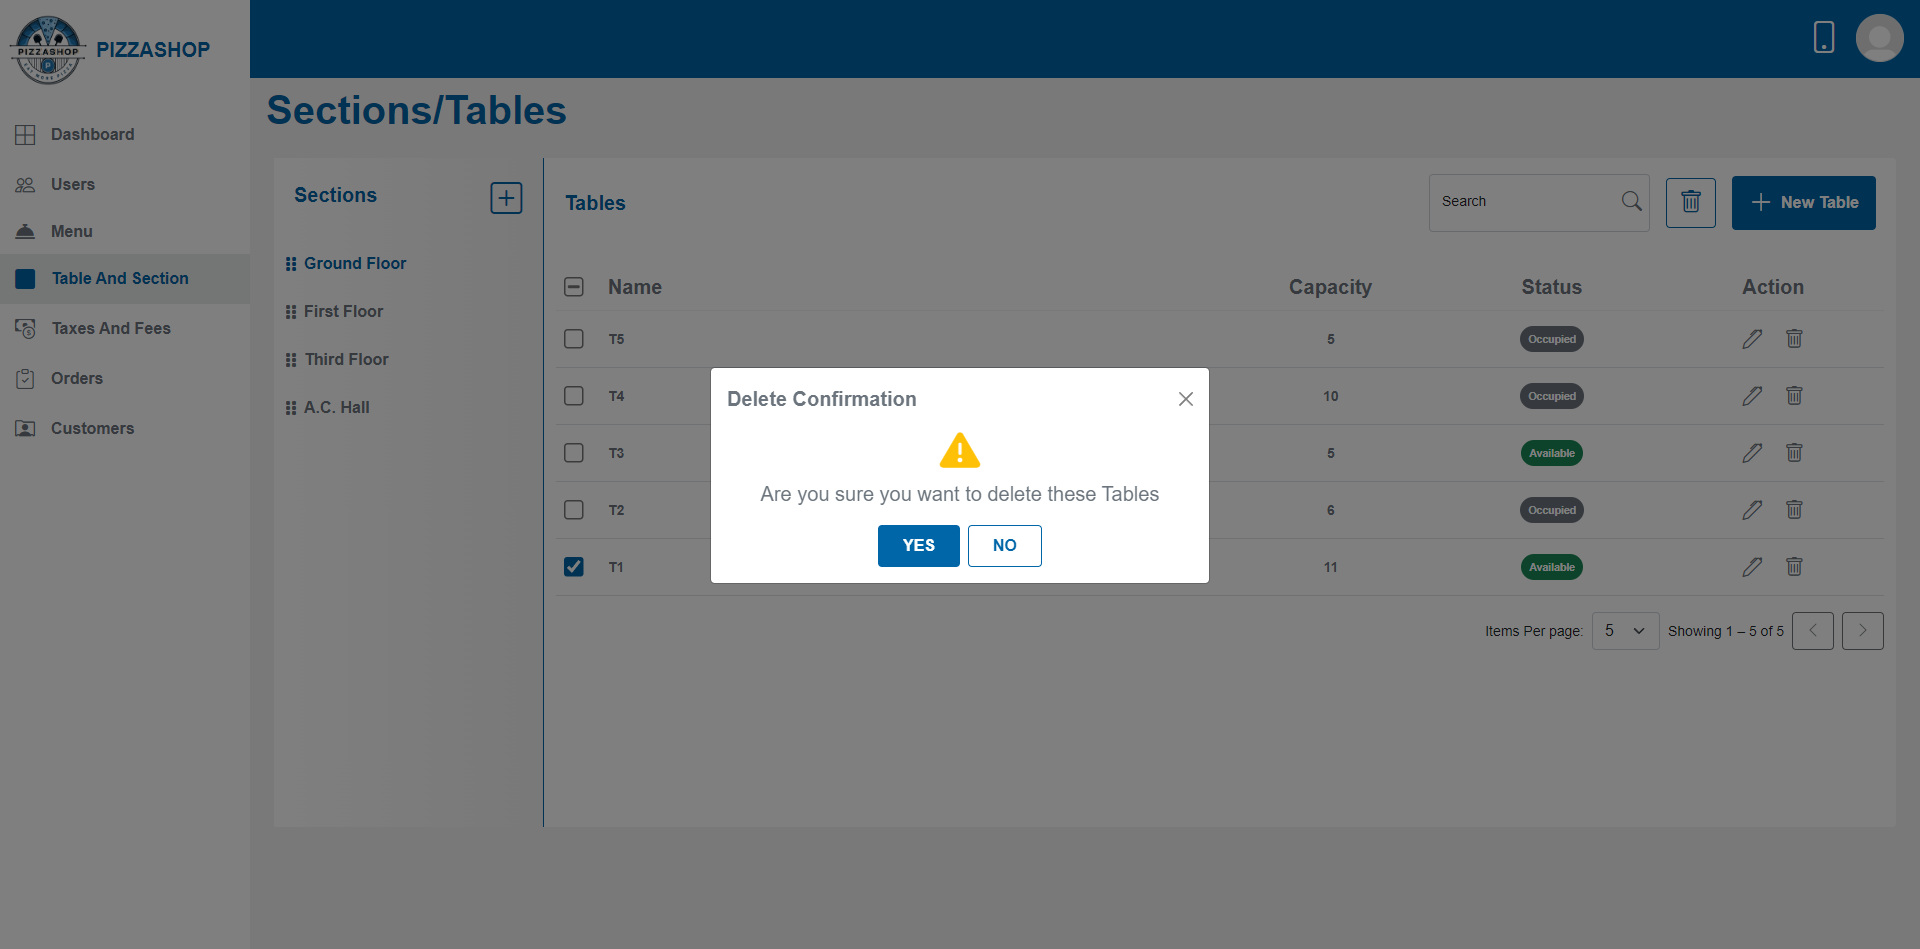 PIZZASHOP
PIZZASHOP
Dashboard
Users
Menu
Table And Section
Taxes And Fees
Orders
Customers
Sections/Tables
Sections
Ground Floor
First Floor
Third Floor
A.C. Hall
Tables
Search
New Table
Name Capacity Status Action
T5 5 Occupied
T4 10 Occupied
T3 5 Available
T2 6 Occupied
T1 11 Available
Items Per page: 5 Showing 1 – 5 of 5
Delete Confirmation
Are you sure you want to delete these Tables
YES NO